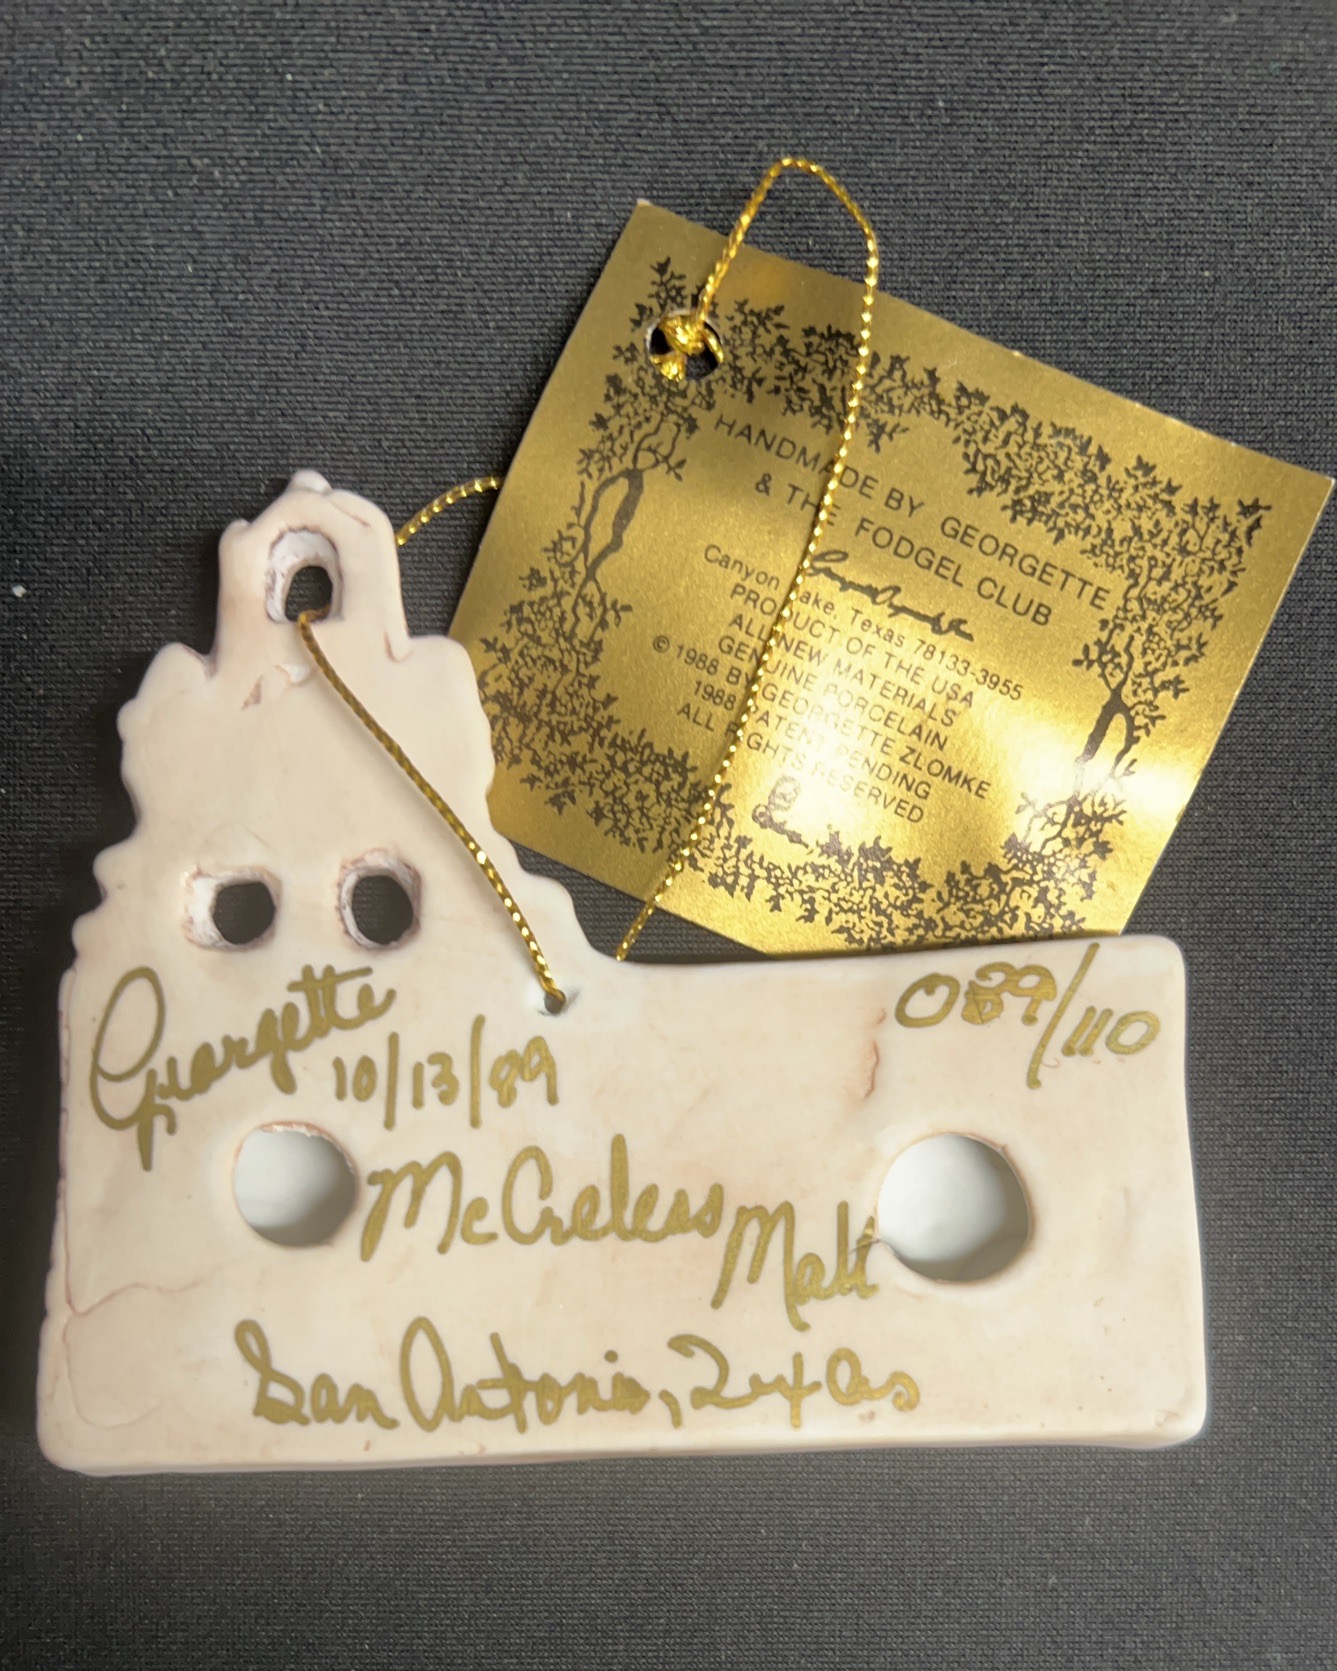 HANDMADE BY GEORGETTE
& THE FODGEL CLUB
Canyon Lake, Texas 78133-3955
PRODUCT OF THE USA
ALL NEW MATERIALS
GENUINE PORCELAIN
© 1988 BY GEORGETTE ZLOMKE
1988 PATENT PENDING
ALL RIGHTS RESERVED
Georgette
10/13/89
089/110
McCreless
Mall
San Antonio, Texas